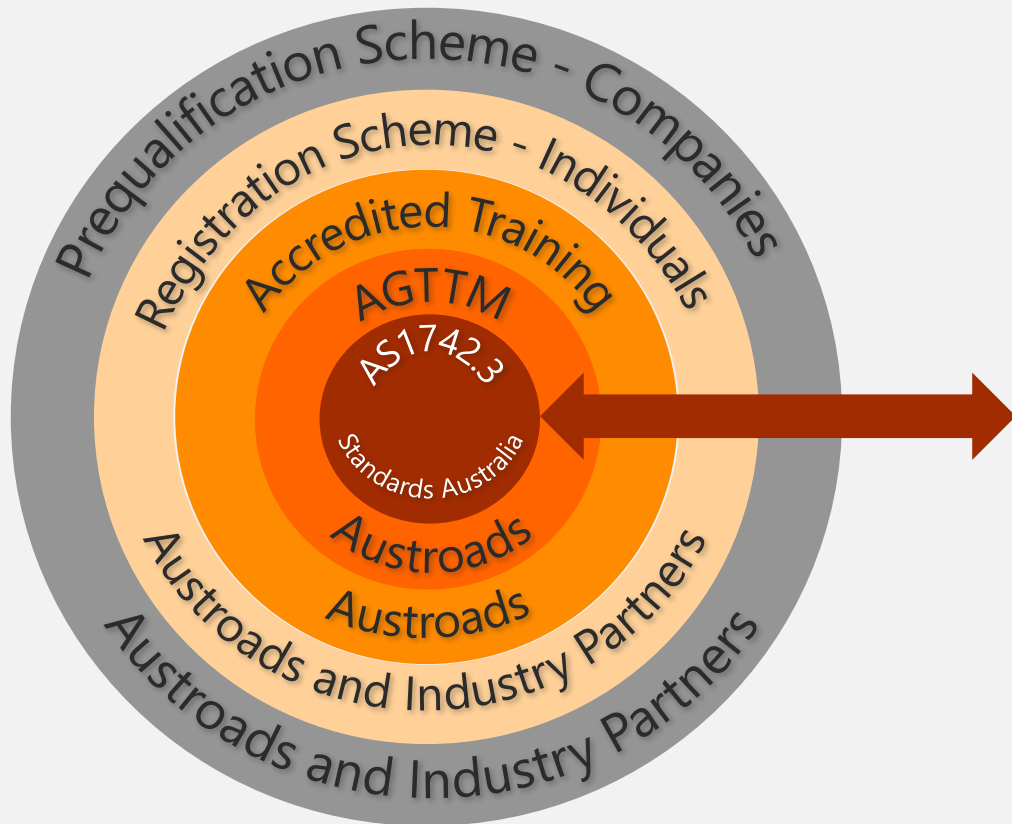 Prequalification Scheme - Companies
Registration Scheme - Individuals
Accredited Training
AGTTM
AS1742.3
Standards Australia
Austroads
Austroads
Austroads and Industry Partners
Austroads and Industry Partners